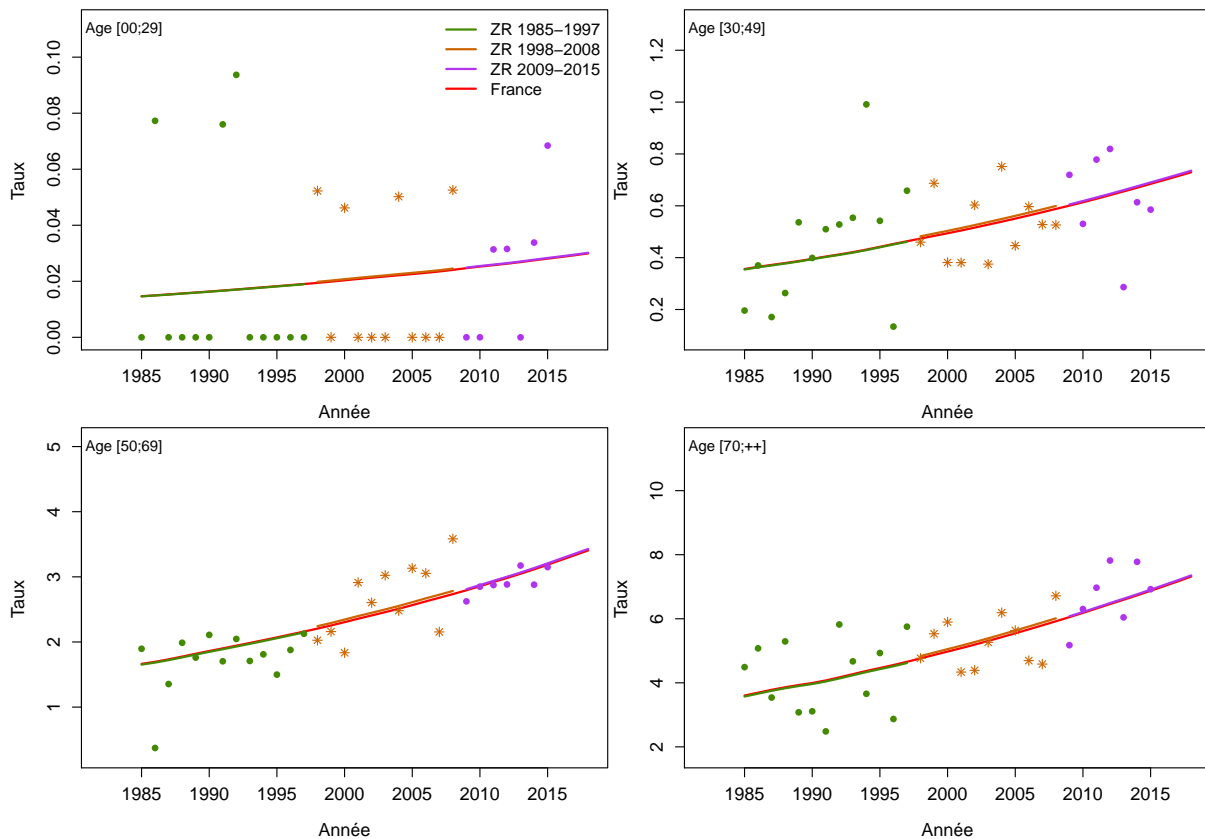 Age [00;29]
ZR 1985−1997
ZR 1998−2008
ZR 2009−2015
France
0.10
0.08
0.06
0.04
0.02
0.00
Taux
1985 1990 1995 2000 2005 2010 2015
Année
Age [30;49]
1.2
1.0
0.8
0.6
0.4
0.2
Taux
1985 1990 1995 2000 2005 2010 2015
Année
Age [50;69]
5
4
3
2
1
Taux
1985 1990 1995 2000 2005 2010 2015
Année
Age [70;++]
10
8
6
4
2
Taux
1985 1990 1995 2000 2005 2010 2015
Année